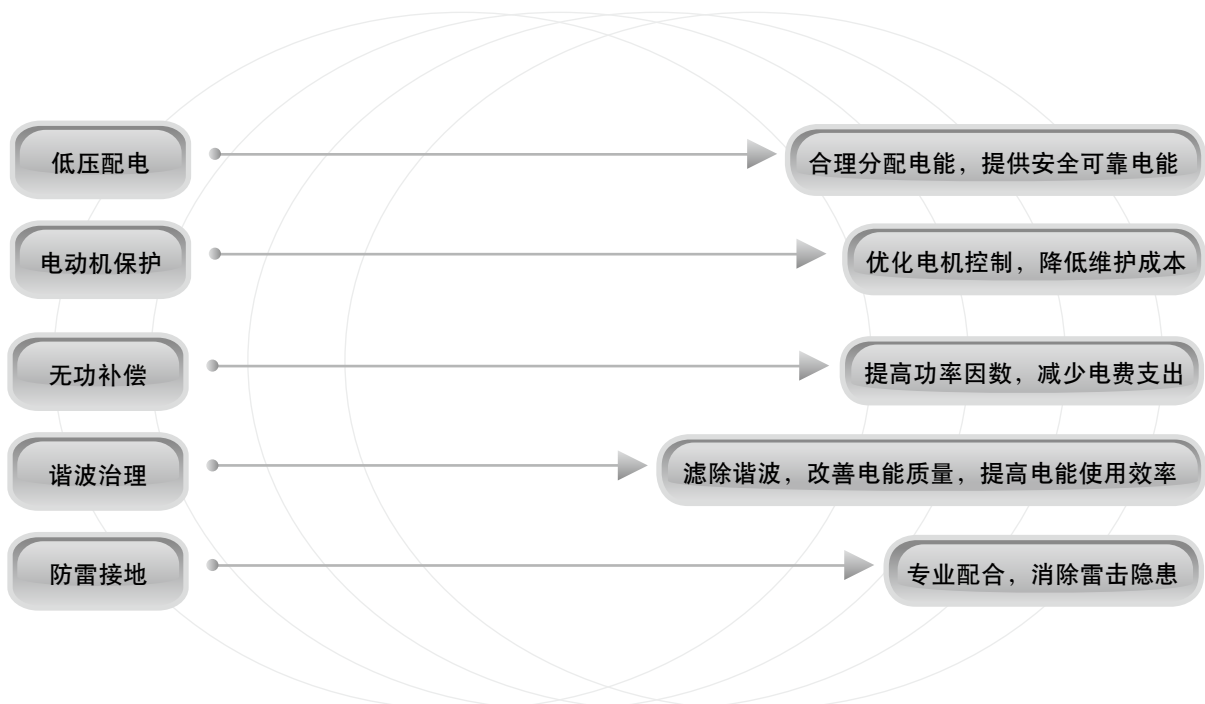 低压配电
合理分配电能，提供安全可靠电能
电动机保护
优化电机控制，降低维护成本
无功补偿
提高功率因数，减少电费支出
谐波治理
滤除谐波，改善电能质量，提高电能使用效率
防雷接地
专业配合，消除雷击隐患